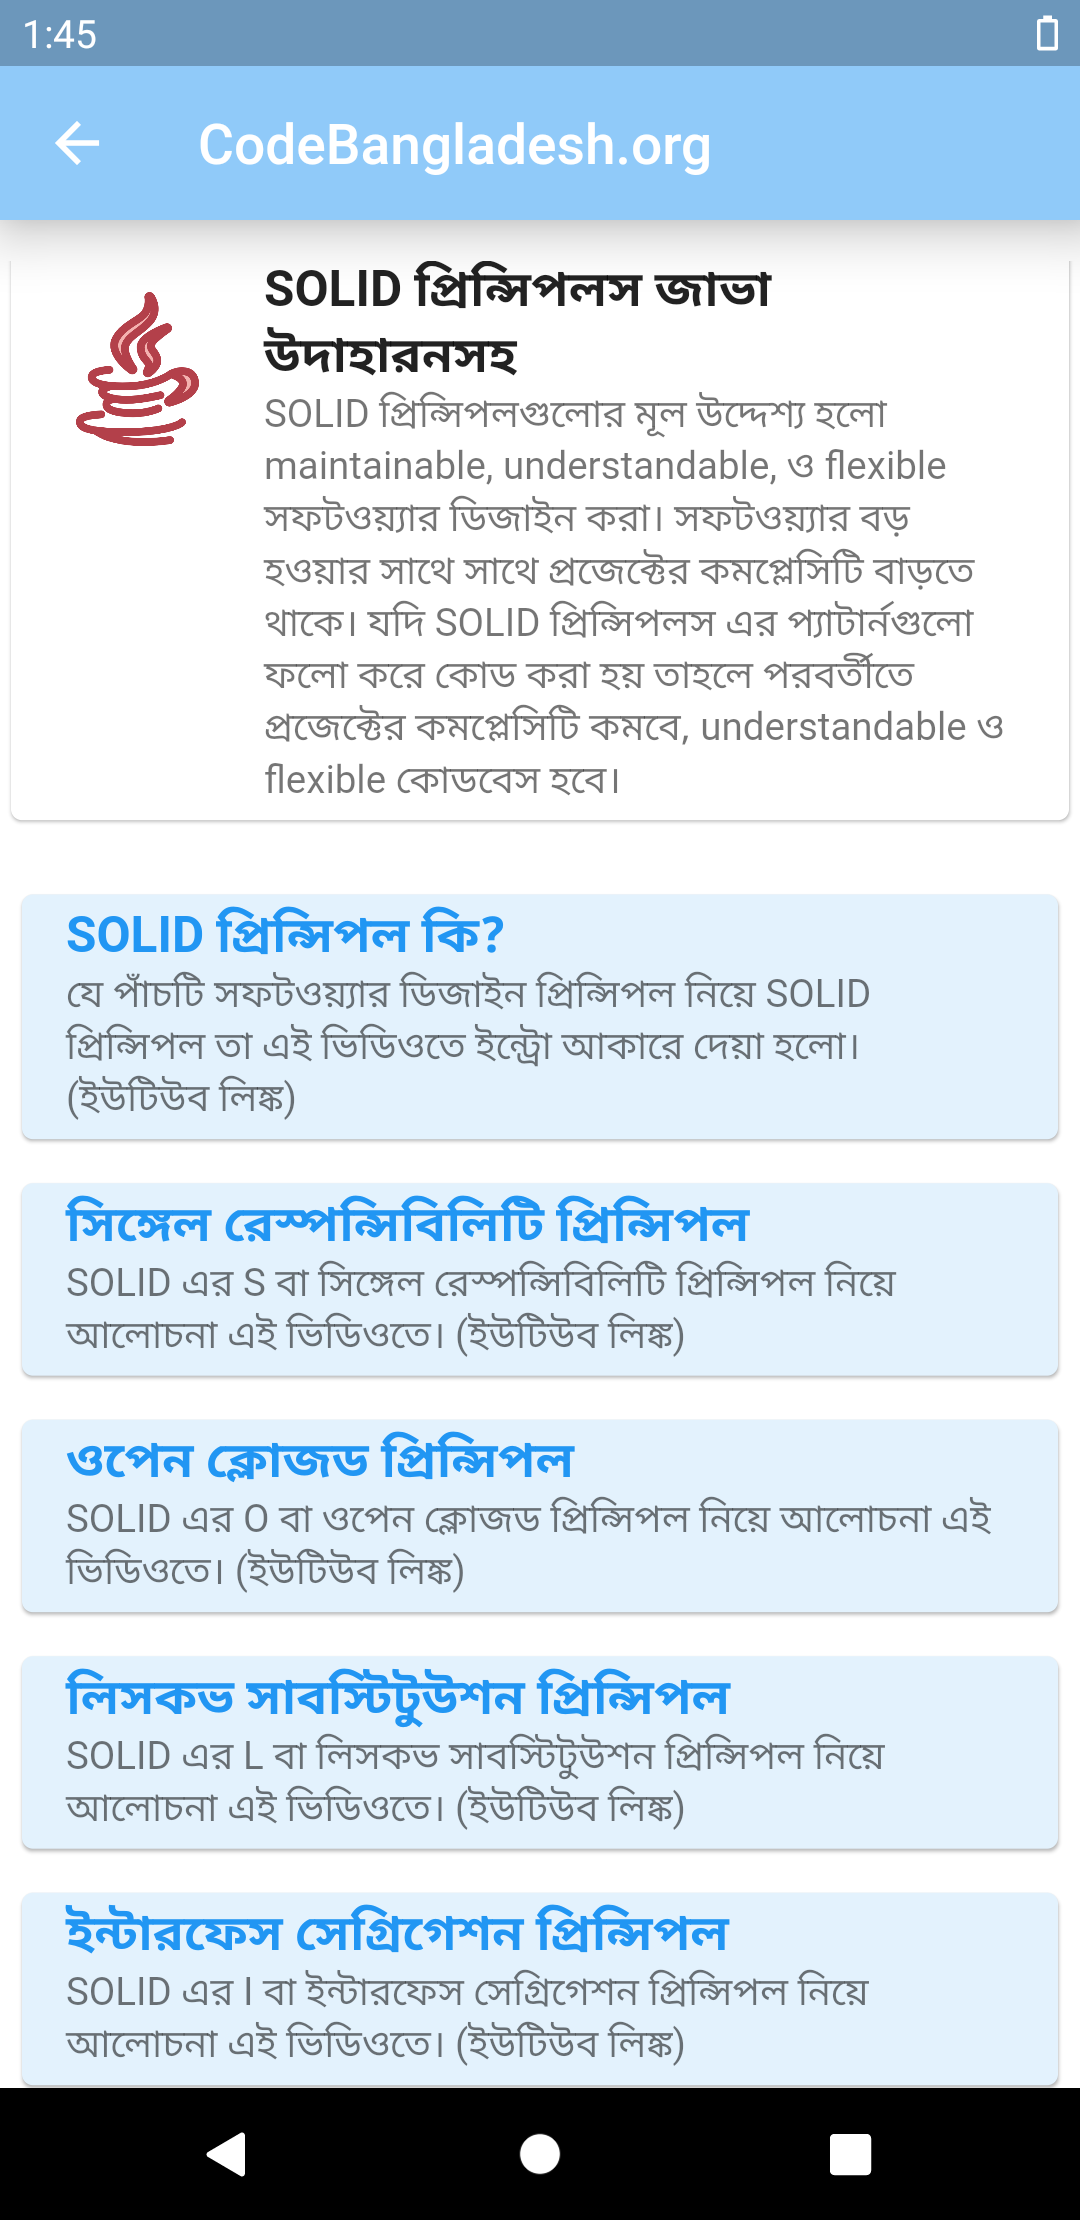 1:45
CodeBangladesh.org
SOLID প্রিন্সিপলস জাভা
উদাহারনসহ
SOLID প্রিন্সিপলগুলোর মূল উদ্দেশ্য হলো
maintainable, understandable, ও flexible
সফটওয়্যার ডিজাইন করা। সফটওয়্যার বড়
হওয়ার সাথে সাথে প্রজেক্টের কমপ্লেসিটি বাড়তে
থাকে। যদি SOLID প্রিন্সিপলস এর প্যাটার্নগুলো
ফলো করে কোড করা হয় তাহলে পরবর্তীতে
প্রজেক্টের কমপ্লেসিটি কমবে, understandable ও
flexible কোডবেস হবে।
SOLID প্রিন্সিপল কি?
যে পাঁচটি সফটওয়্যার ডিজাইন প্রিন্সিপল নিয়ে SOLID
প্রিন্সিপল তা এই ভিডিওতে ইন্ট্রো আকারে দেয়া হলো।
(ইউটিউব লিঙ্ক)
সিঙ্গেল রেস্পন্সিবিলিটি প্রিন্সিপল
SOLID এর S বা সিঙ্গেল রেস্পন্সিবিলিটি প্রিন্সিপল নিয়ে
আলোচনা এই ভিডিওতে। (ইউটিউব লিঙ্ক)
ওপেন ক্লোজড প্রিন্সিপল
SOLID এর O বা ওপেন ক্লোজড প্রিন্সিপল নিয়ে আলোচনা এই
ভিডিওতে। (ইউটিউব লিঙ্ক)
লিসকভ সাবস্টিটুউশন প্রিন্সিপল
SOLID এর L বা লিসকভ সাবস্টিটুউশন প্রিন্সিপল নিয়ে
আলোচনা এই ভিডিওতে। (ইউটিউব লিঙ্ক)
ইন্টারফেস সেগ্রিগেশন প্রিন্সিপল
SOLID এর I বা ইন্টারফেস সেগ্রিগেশন প্রিন্সিপল নিয়ে
আলোচনা এই ভিডিওতে। (ইউটিউব লিঙ্ক)